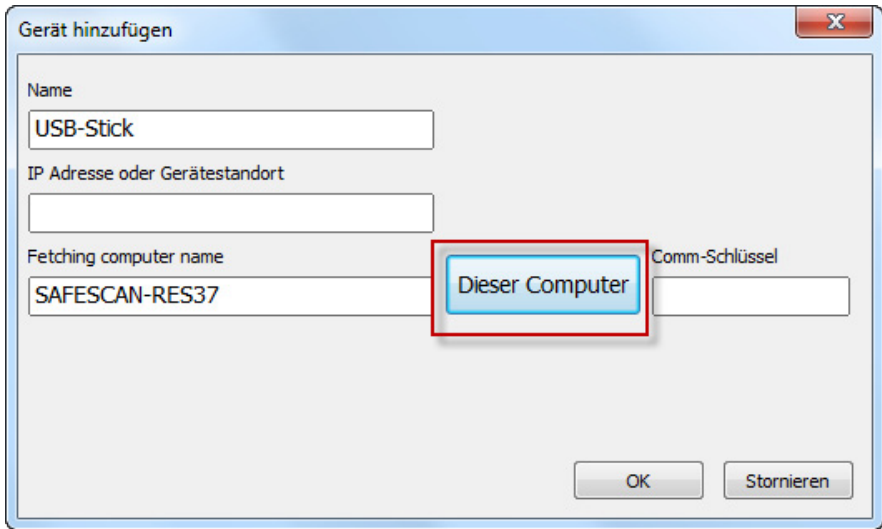 Gerät hinzufügen
Name
USB-Stick
IP Adresse oder Gerätestandort
Fetching computer name
Comm-Schlüssel
SAFESCAN-RES37
Dieser Computer
OK
Stornieren